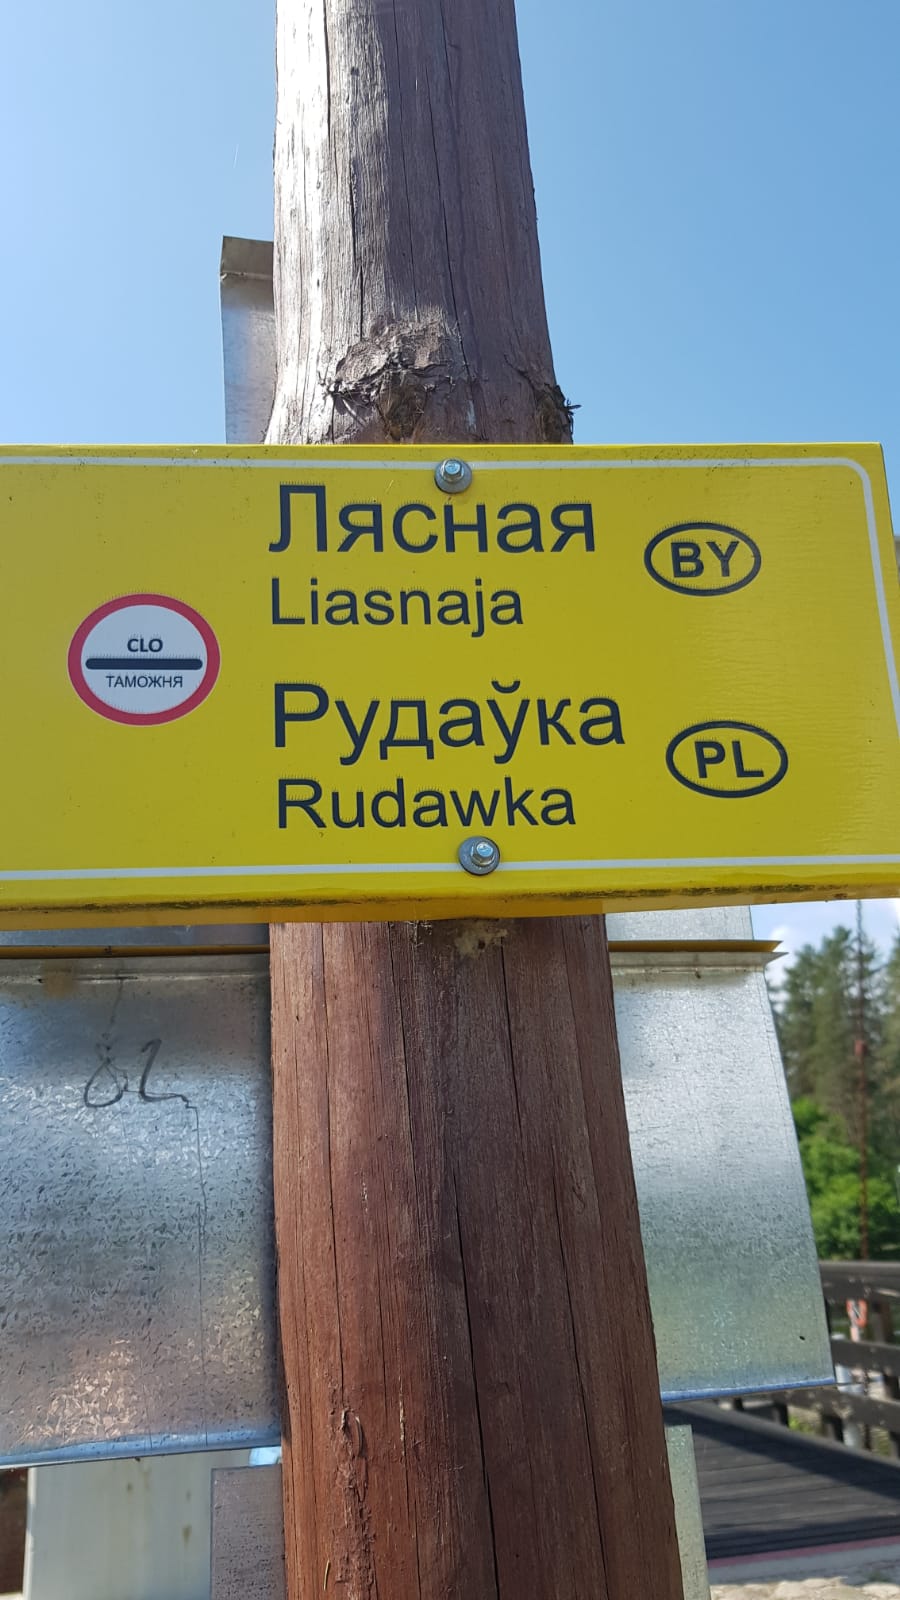 Лясная
Liasnaja
BY
CLO
ТАМОЖНЯ
Рудаўка
Rudawka
PL